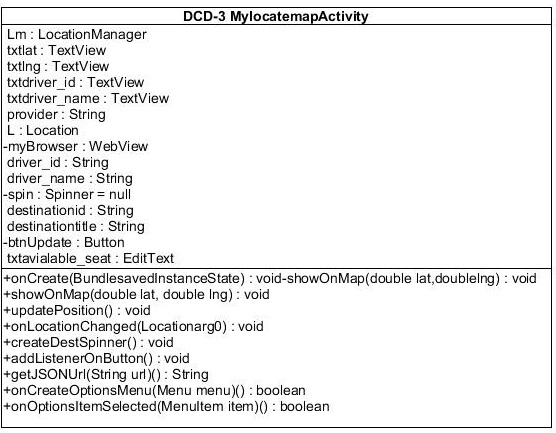 DCD-3 MylocatemapActivity
Lm : LocationManager
txtlat : TextView
txtlng : TextView
txtdriver_id : TextView
txtdriver_name : TextView
provider : String
L : Location
-myBrowser : WebView
driver_id : String
driver_name : String
-spin : Spinner = null
destinationid : String
destinationtitle : String
-btnUpdate : Button
txtavialable_seat : EditText
+onCreate(BundlesavedInstanceState) : void-showOnMap(double lat,doublelng) : void
+showOnMap(double lat, double lng) : void
+updatePosition() : void
+onLocationChanged(Locationarg0) : void
+createDestSpinner() : void
+addListenerOnButton() : void
+getJSONUrl(String url)() : String
+onCreateOptionsMenu(Menu menu)() : boolean
+onOptionsItemSelected(MenuItem item)() : boolean